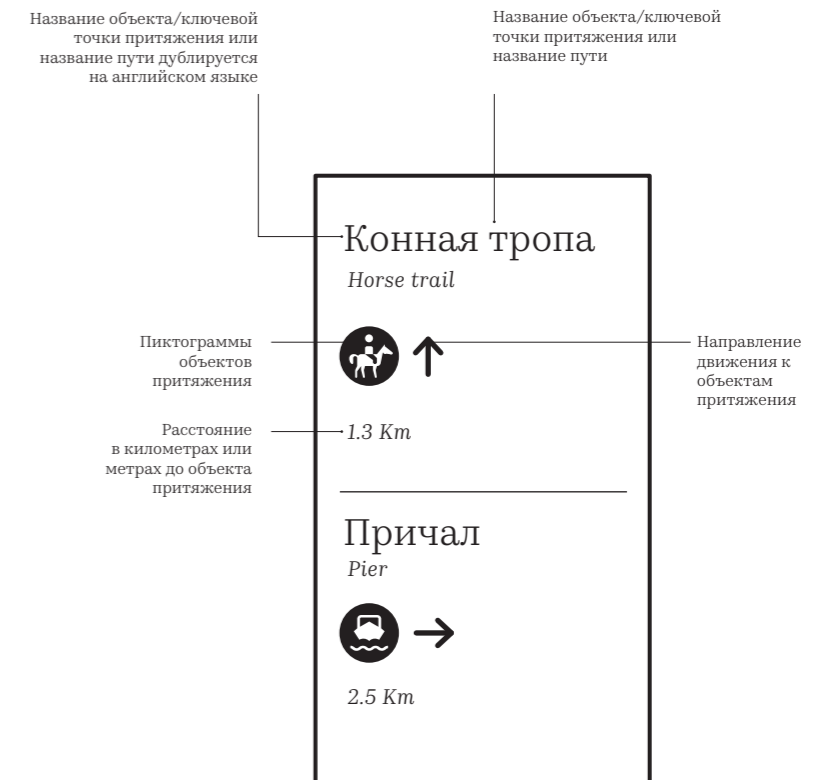 Название объекта/ключевой
точки притяжения или
название пути дублируется
на английском языке
Название объекта/ключевой
точки притяжения или
название пути
Конная тропа
Horse trail
Пиктограммы
объектов
притяжения
Направление
движения к
объектам
притяжения
Расстояние
в километрах или
метрах до объекта
притяжения
1.3 Km
Причал
Pier
2.5 Km